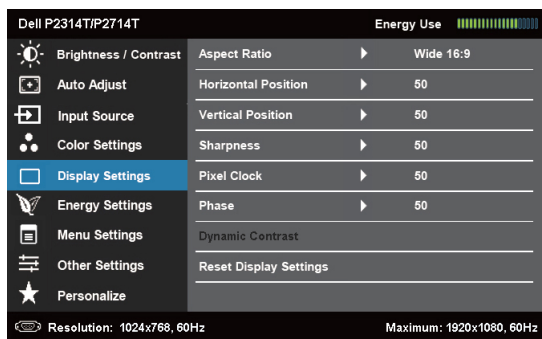 Dell P2314T/P2714T Energy Use
Brightness / Contrast Aspect Ratio Wide 16:9
Auto Adjust Horizontal Position 50
Input Source Vertical Position 50
Color Settings Sharpness 50
Display Settings Pixel Clock 50
Energy Settings Phase 50
Menu Settings Dynamic Contrast
Other Settings Reset Display Settings
Personalize
Resolution: 1024x768, 60Hz Maximum: 1920x1080, 60Hz